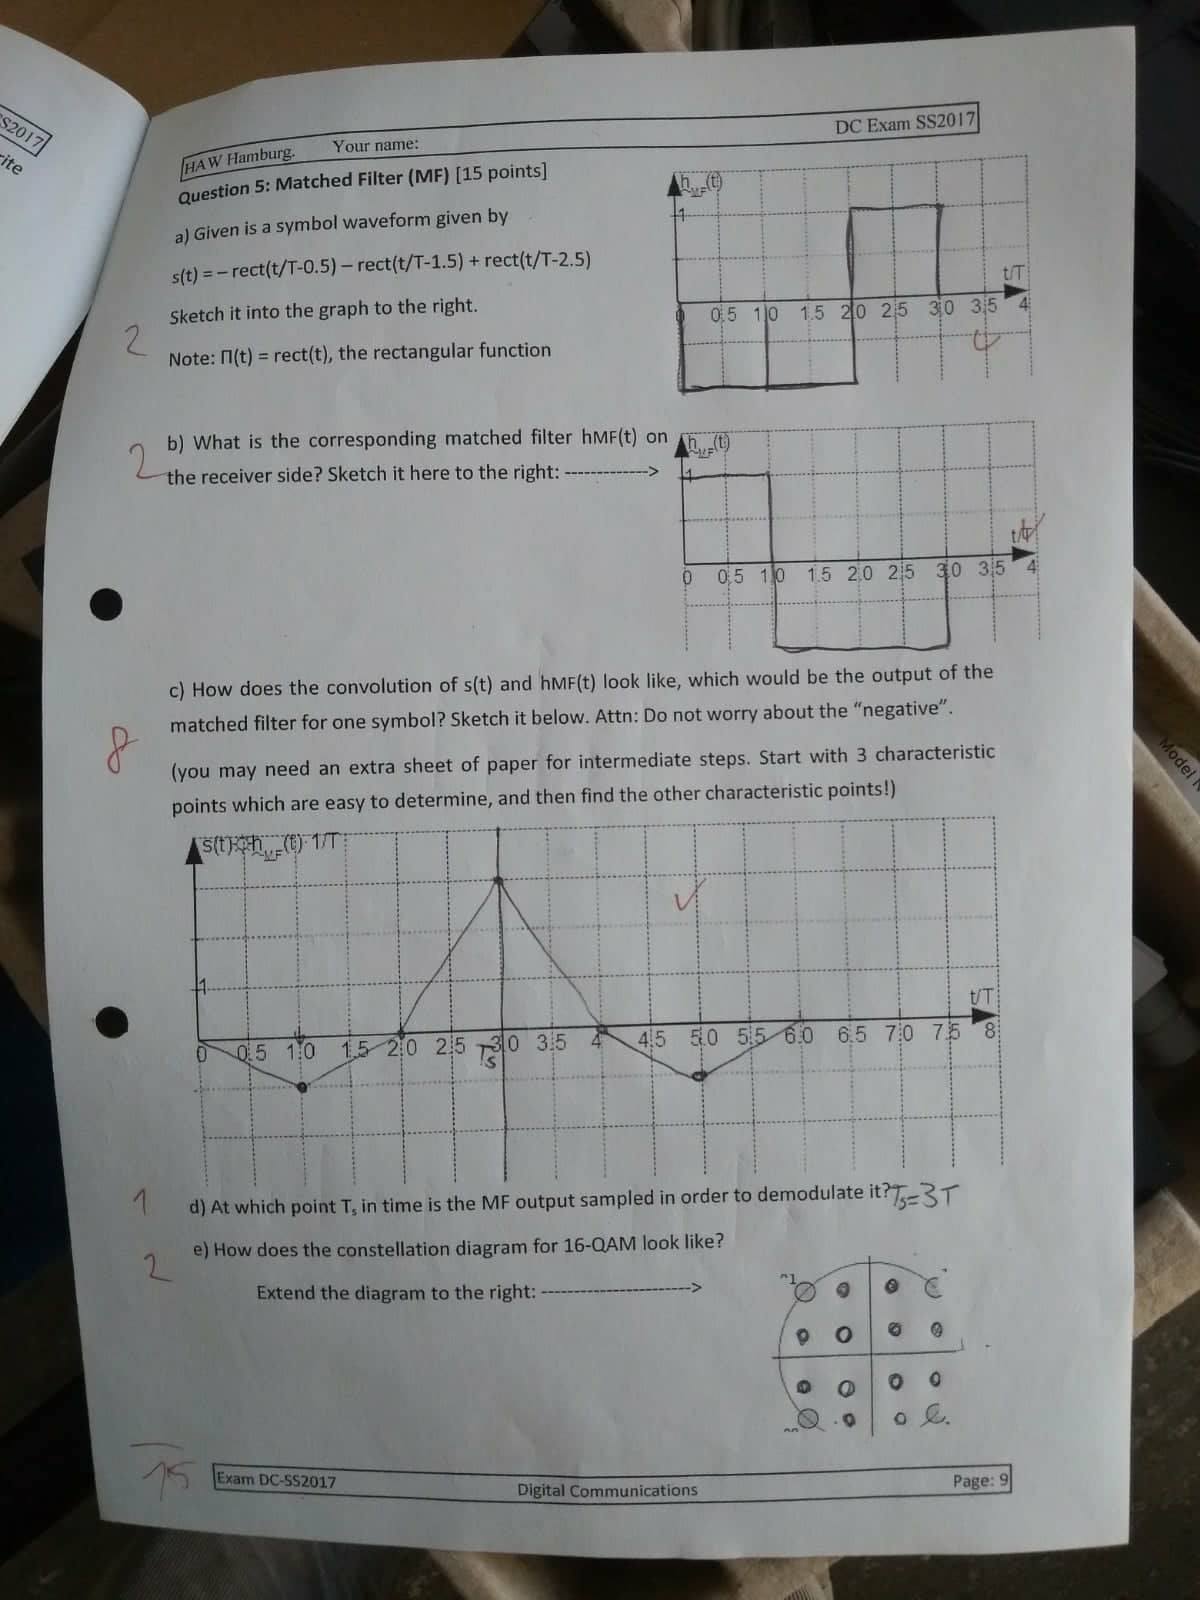 SS2017
rite
HAW Hamburg. Your name: DC Exam SS2017
Question 5: Matched Filter (MF) [15 points]
a) Given is a symbol waveform given by
s(t) = – rect(t/T-0.5) – rect(t/T-1.5) + rect(t/T-2.5)
Sketch it into the graph to the right.
2
Note: Π(t) = rect(t), the rectangular function
hMF(t)
1
t/T
0 0.5 1.0 1.5 2.0 2.5 3.0 3.5 4
2
b) What is the corresponding matched filter hMF(t) on
the receiver side? Sketch it here to the right: ------------->
hMF(t)
1
t/T
0 0.5 1.0 1.5 2.0 2.5 3.0 3.5 4
c) How does the convolution of s(t) and hMF(t) look like, which would be the output of the
matched filter for one symbol? Sketch it below. Attn: Do not worry about the “negative”.
8
(you may need an extra sheet of paper for intermediate steps. Start with 3 characteristic
points which are easy to determine, and then find the other characteristic points!)
Model
s(t)*hMF(t) 1/T
1
t/T
0 0.5 1.0 1.5 2.0 2.5 3.0 3.5 4 4.5 5.0 5.5 6.0 6.5 7.0 7.5 8
Ts
1
d) At which point Ts in time is the MF output sampled in order to demodulate it? Ts=3T
2
e) How does the constellation diagram for 16-QAM look like?
Extend the diagram to the right: ------------------------>
15
Exam DC-SS2017 Digital Communications Page: 9